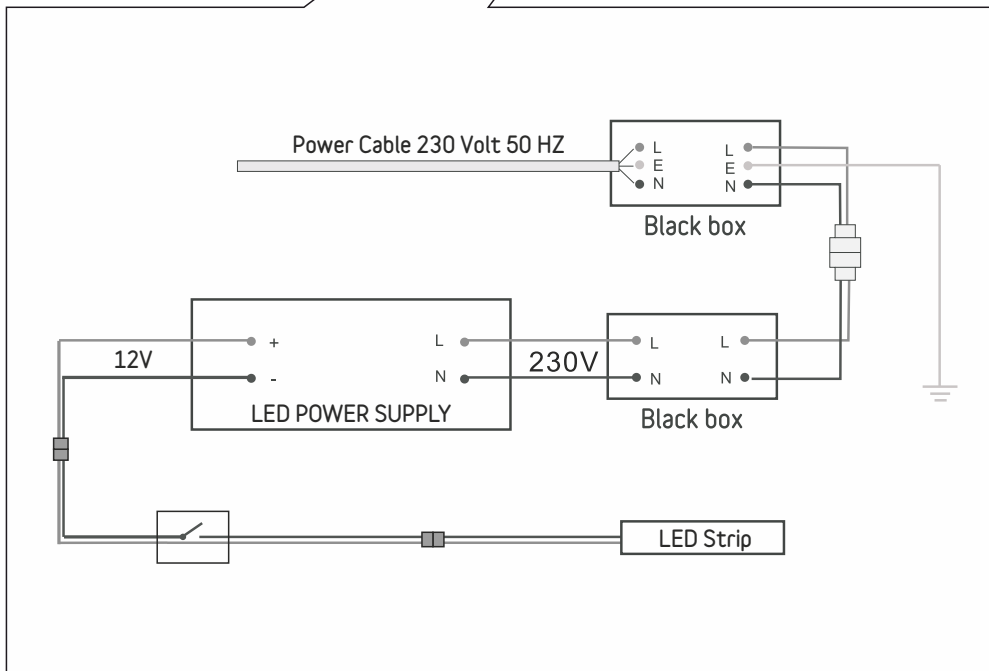 Power Cable 230 Volt 50 HZ
L
E
N
L
E
N
Black box
+
-
12V
L
N
LED POWER SUPPLY
230V
L
N
L
N
Black box
LED Strip